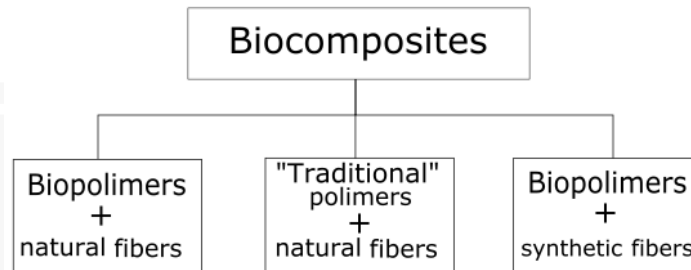 Biocomposites
Biopolimers
+
natural fibers
"Traditional"
polimers
+
natural fibers
Biopolimers
+
synthetic fibers